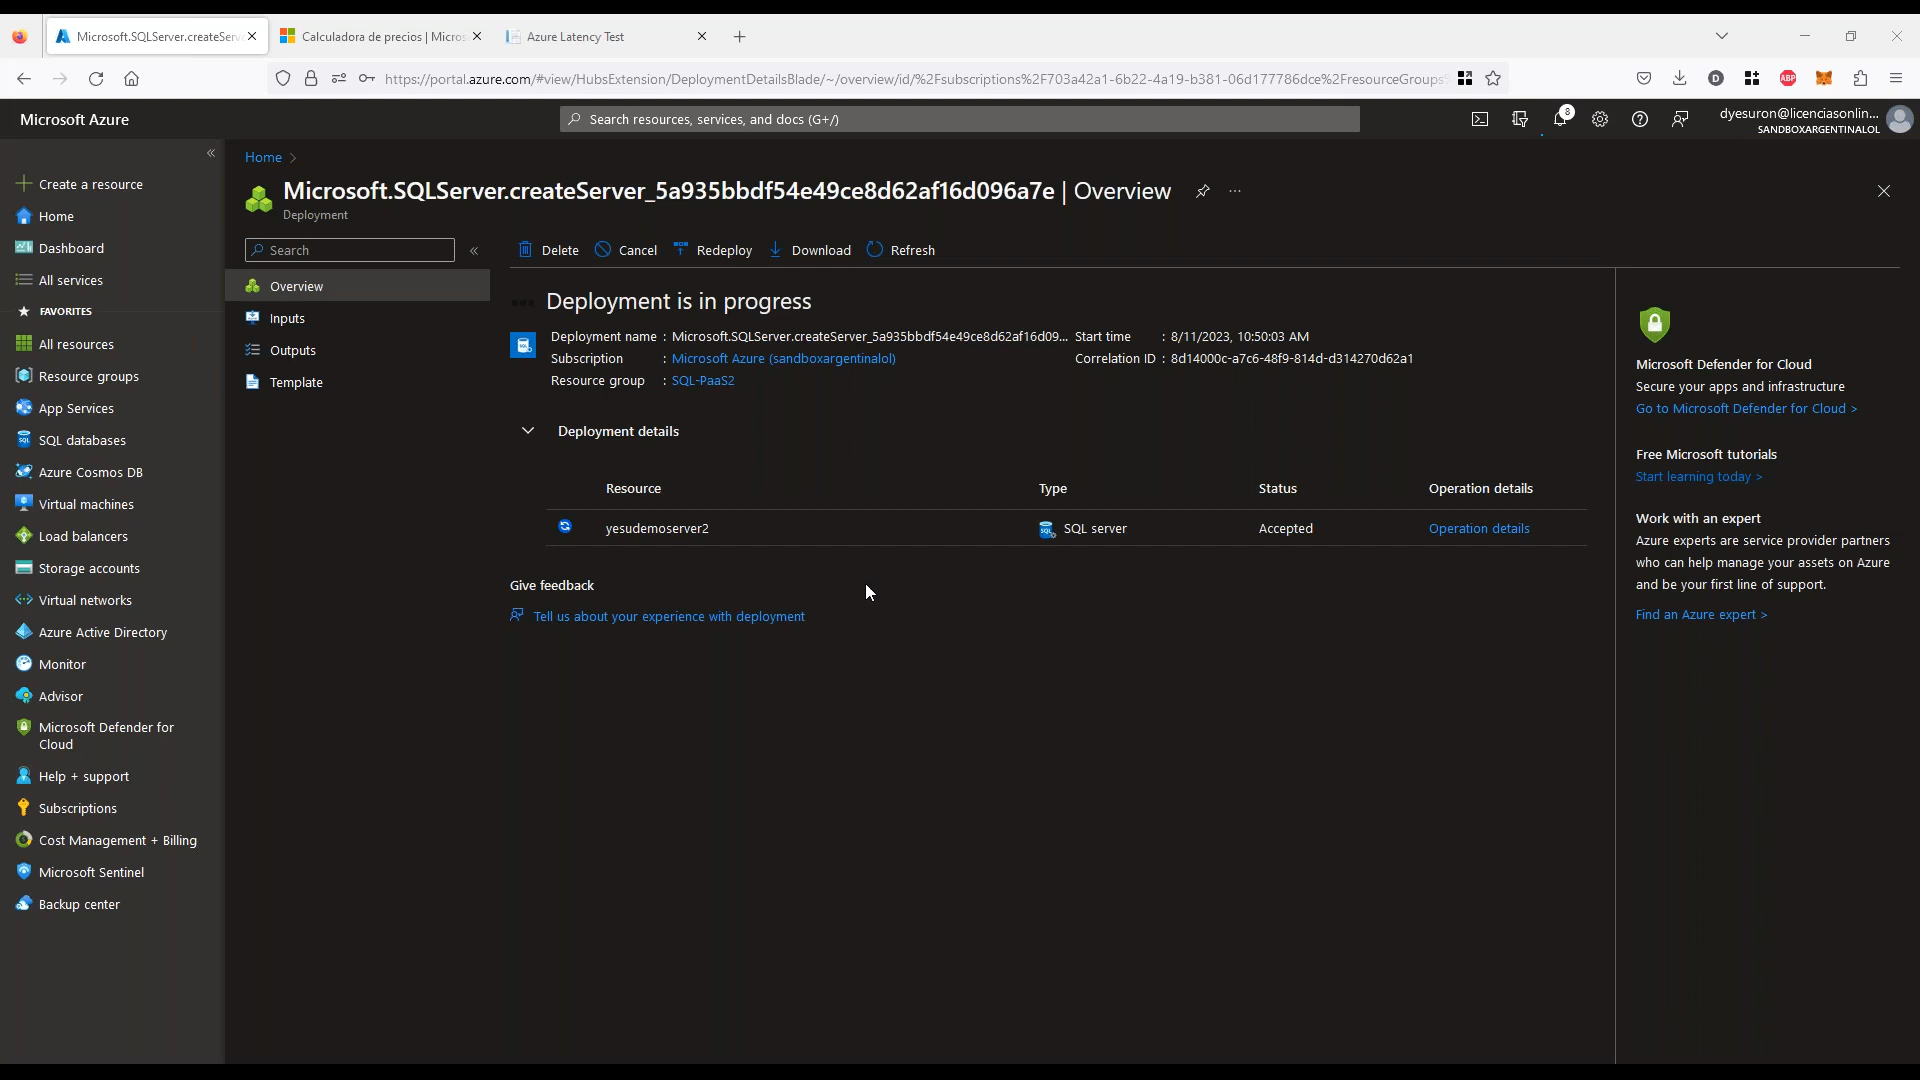 Microsoft.SQLServer.createServ
Calculadora de precios | Micros
Azure Latency Test
https://portal.azure.com/#view/HubsExtension/DeploymentDetailsBlade/~/overview/id/%2Fsubscriptions%2F703a42a1-6b22-4a19-b381-06d177786dce%2FresourceGroups%
D
ABP
Microsoft Azure
Search resources, services, and docs (G+/)
8
dyesuron@licenciasonlin...
SANDBOXARGENTINALOL
Create a resource
Home
Dashboard
All services
FAVORITES
All resources
Resource groups
App Services
SQL databases
Azure Cosmos DB
Virtual machines
Load balancers
Storage accounts
Virtual networks
Azure Active Directory
Monitor
Advisor
Microsoft Defender for
Cloud
Help + support
Subscriptions
Cost Management + Billing
Microsoft Sentinel
Backup center
Home
Microsoft.SQLServer.createServer_5a935bbdf54e49ce8d62af16d096a7e | Overview
Deployment
Search
Overview
Inputs
Outputs
Template
Delete
Cancel
Redeploy
Download
Refresh
Deployment is in progress
Deployment name : Microsoft.SQLServer.createServer_5a935bbdf54e49ce8d62af16d09...
Subscription : Microsoft Azure (sandboxargentinalol)
Resource group : SQL-PaaS2
Start time : 8/11/2023, 10:50:03 AM
Correlation ID : 8d14000c-a7c6-48f9-814d-d314270d62a1
Deployment details
Resource Type Status Operation details
yesudemoserver2 SQL server Accepted Operation details
Give feedback
Tell us about your experience with deployment
Microsoft Defender for Cloud
Secure your apps and infrastructure
Go to Microsoft Defender for Cloud >
Free Microsoft tutorials
Start learning today >
Work with an expert
Azure experts are service provider partners
who can help manage your assets on Azure
and be your first line of support.
Find an Azure expert >